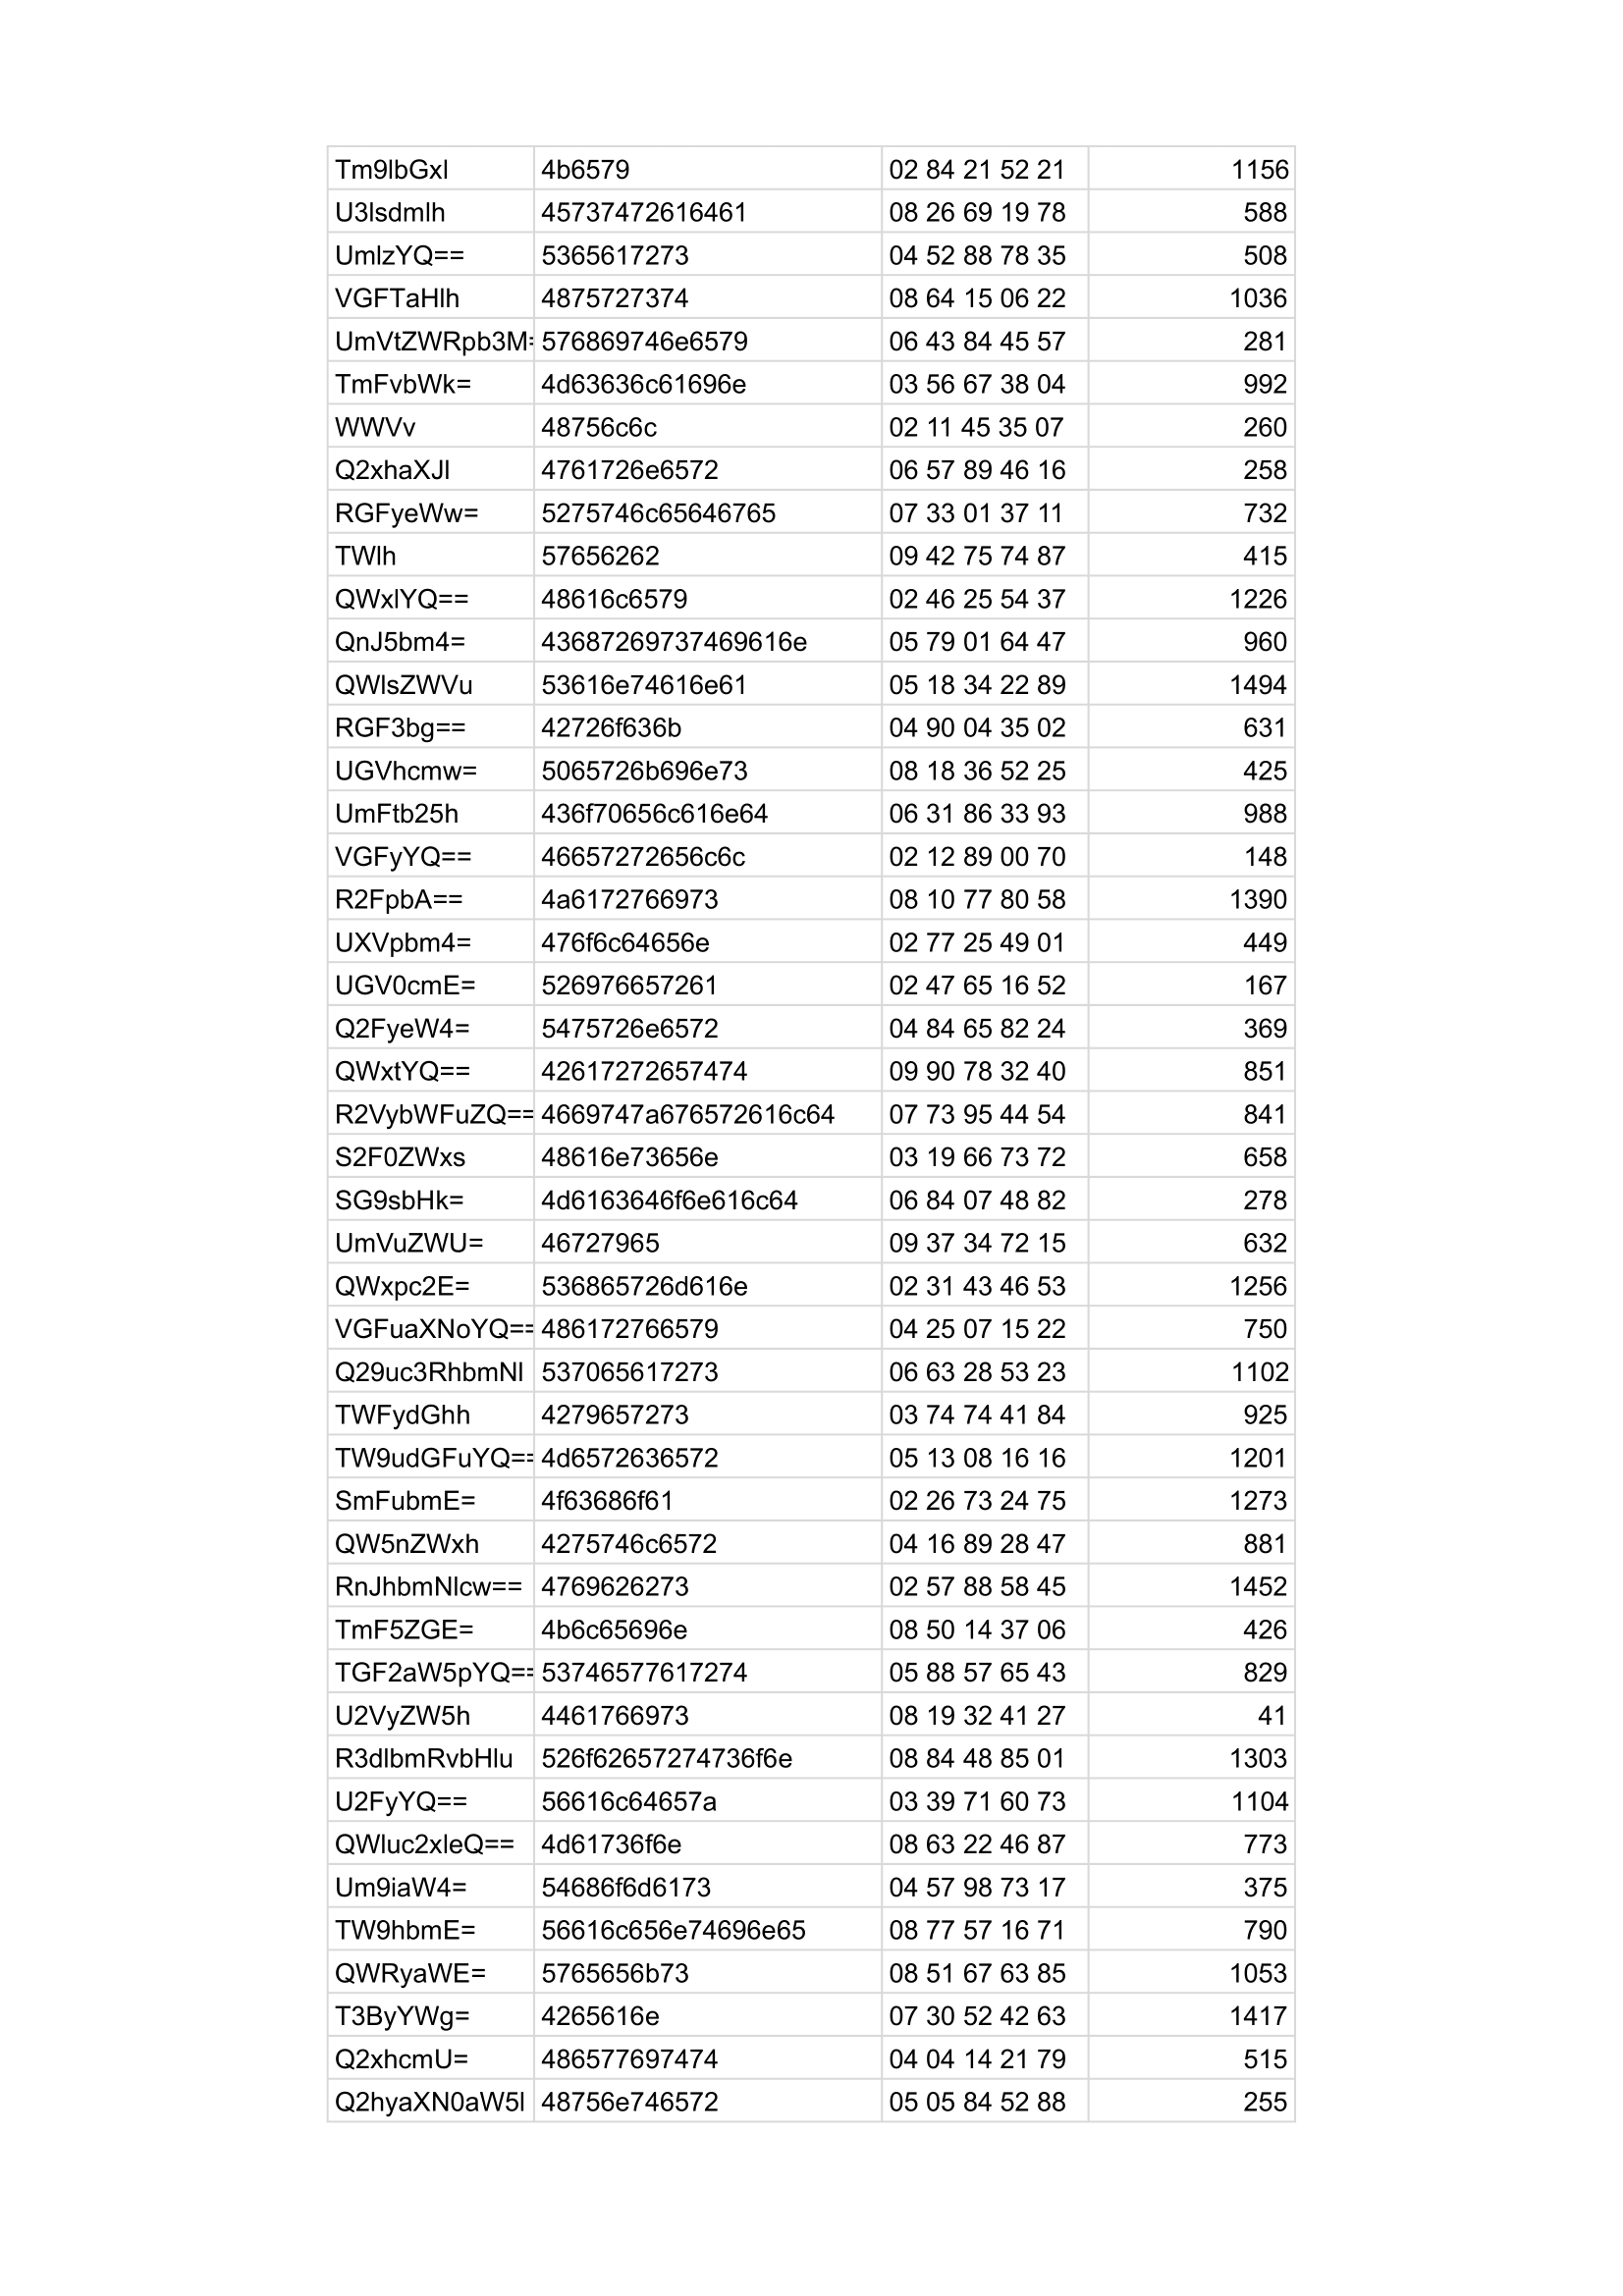 Tm9lbGxl 4b6579 02 84 21 52 21 1156
U3lsdmlh 45737472616461 08 26 69 19 78 588
UmlzYQ== 5365617273 04 52 88 78 35 508
VGFTaHlh 4875727374 08 64 15 06 22 1036
UmVtZWRpb3M= 576869746e6579 06 43 84 45 57 281
TmFvbWk= 4d63636c61696e 03 56 67 38 04 992
WWVv 48756c6c 02 11 45 35 07 260
Q2xhaXJl 4761726e6572 06 57 89 46 16 258
RGFyeWw= 5275746c65646765 07 33 01 37 11 732
TWlh 57656262 09 42 75 74 87 415
QWxlYQ== 48616c6579 02 46 25 54 37 1226
QnJ5bm4= 43687269737469616e 05 79 01 64 47 960
QWlsZWVu 53616e74616e61 05 18 34 22 89 1494
RGF3bg== 42726f636b 04 90 04 35 02 631
UGVhcmw= 5065726b696e73 08 18 36 52 25 425
UmFtb25h 436f70656c616e64 06 31 86 33 93 988
VGFyYQ== 46657272656c6c 02 12 89 00 70 148
R2FpbA== 4a6172766973 08 10 77 80 58 1390
UXVpbm4= 476f6c64656e 02 77 25 49 01 449
UGV0cmE= 526976657261 02 47 65 16 52 167
Q2FyeW4= 5475726e6572 04 84 65 82 24 369
QWxtYQ== 42617272657474 09 90 78 32 40 851
R2VybWFuZQ== 4669747a676572616c64 07 73 95 44 54 841
S2F0ZWxs 48616e73656e 03 19 66 73 72 658
SG9sbHk= 4d6163646f6e616c64 06 84 07 48 82 278
UmVuZWU= 46727965 09 37 34 72 15 632
QWxpc2E= 536865726d616e 02 31 43 46 53 1256
VGFuaXNoYQ== 486172766579 04 25 07 15 22 750
Q29uc3RhbmNl 537065617273 06 63 28 53 23 1102
TWFydGhh 4279657273 03 74 74 41 84 925
TW9udGFuYQ== 4d6572636572 05 13 08 16 16 1201
SmFubmE= 4f63686f61 02 26 73 24 75 1273
QW5nZWxh 4275746c6572 04 16 89 28 47 881
RnJhbmNlcw== 4769626273 02 57 88 58 45 1452
TmF5ZGE= 4b6c65696e 08 50 14 37 06 426
TGF2aW5pYQ== 53746577617274 05 88 57 65 43 829
U2VyZW5h 4461766973 08 19 32 41 27 41
R3dlbmRvbHlu 526f62657274736f6e 08 84 48 85 01 1303
U2FyYQ== 56616c64657a 03 39 71 60 73 1104
QWluc2xleQ== 4d61736f6e 08 63 22 46 87 773
Um9iaW4= 54686f6d6173 04 57 98 73 17 375
TW9hbmE= 56616c656e74696e65 08 77 57 16 71 790
QWRyaWE= 5765656b73 08 51 67 63 85 1053
T3ByYWg= 4265616e 07 30 52 42 63 1417
Q2xhcmU= 486577697474 04 04 14 21 79 515
Q2hyaXN0aW5l 48756e746572 05 05 84 52 88 255